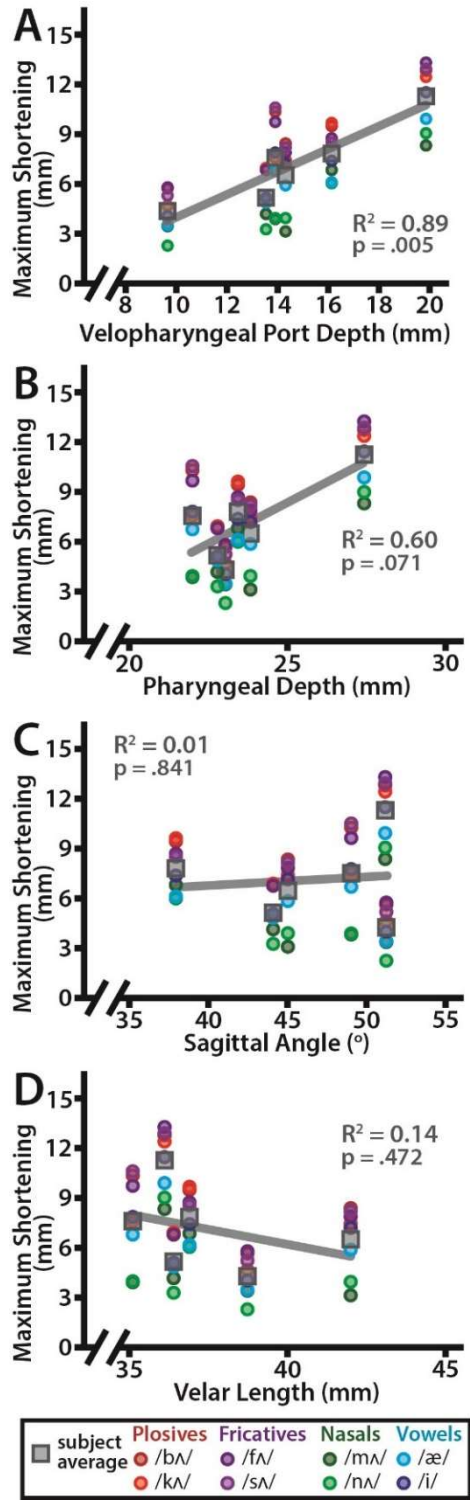 A
Maximum Shortening
(mm)
15
12
9
6
3
0
R² = 0.89
p = .005
8 10 12 14 16 18 20
Velopharyngeal Port Depth (mm)
B
Maximum Shortening
(mm)
15
12
9
6
3
0
R² = 0.60
p = .071
20 25 30
Pharyngeal Depth (mm)
C
Maximum Shortening
(mm)
15
12
9
6
3
0
R² = 0.01
p = .841
35 40 45 50 55
Sagittal Angle (º)
D
Maximum Shortening
(mm)
15
12
9
6
3
0
R² = 0.14
p = .472
35 40 45
Velar Length (mm)
subject
average
Plosives Fricatives Nasals Vowels
/bʌ/ /fʌ/ /mʌ/ /æ/
/kʌ/ /sʌ/ /nʌ/ /i/